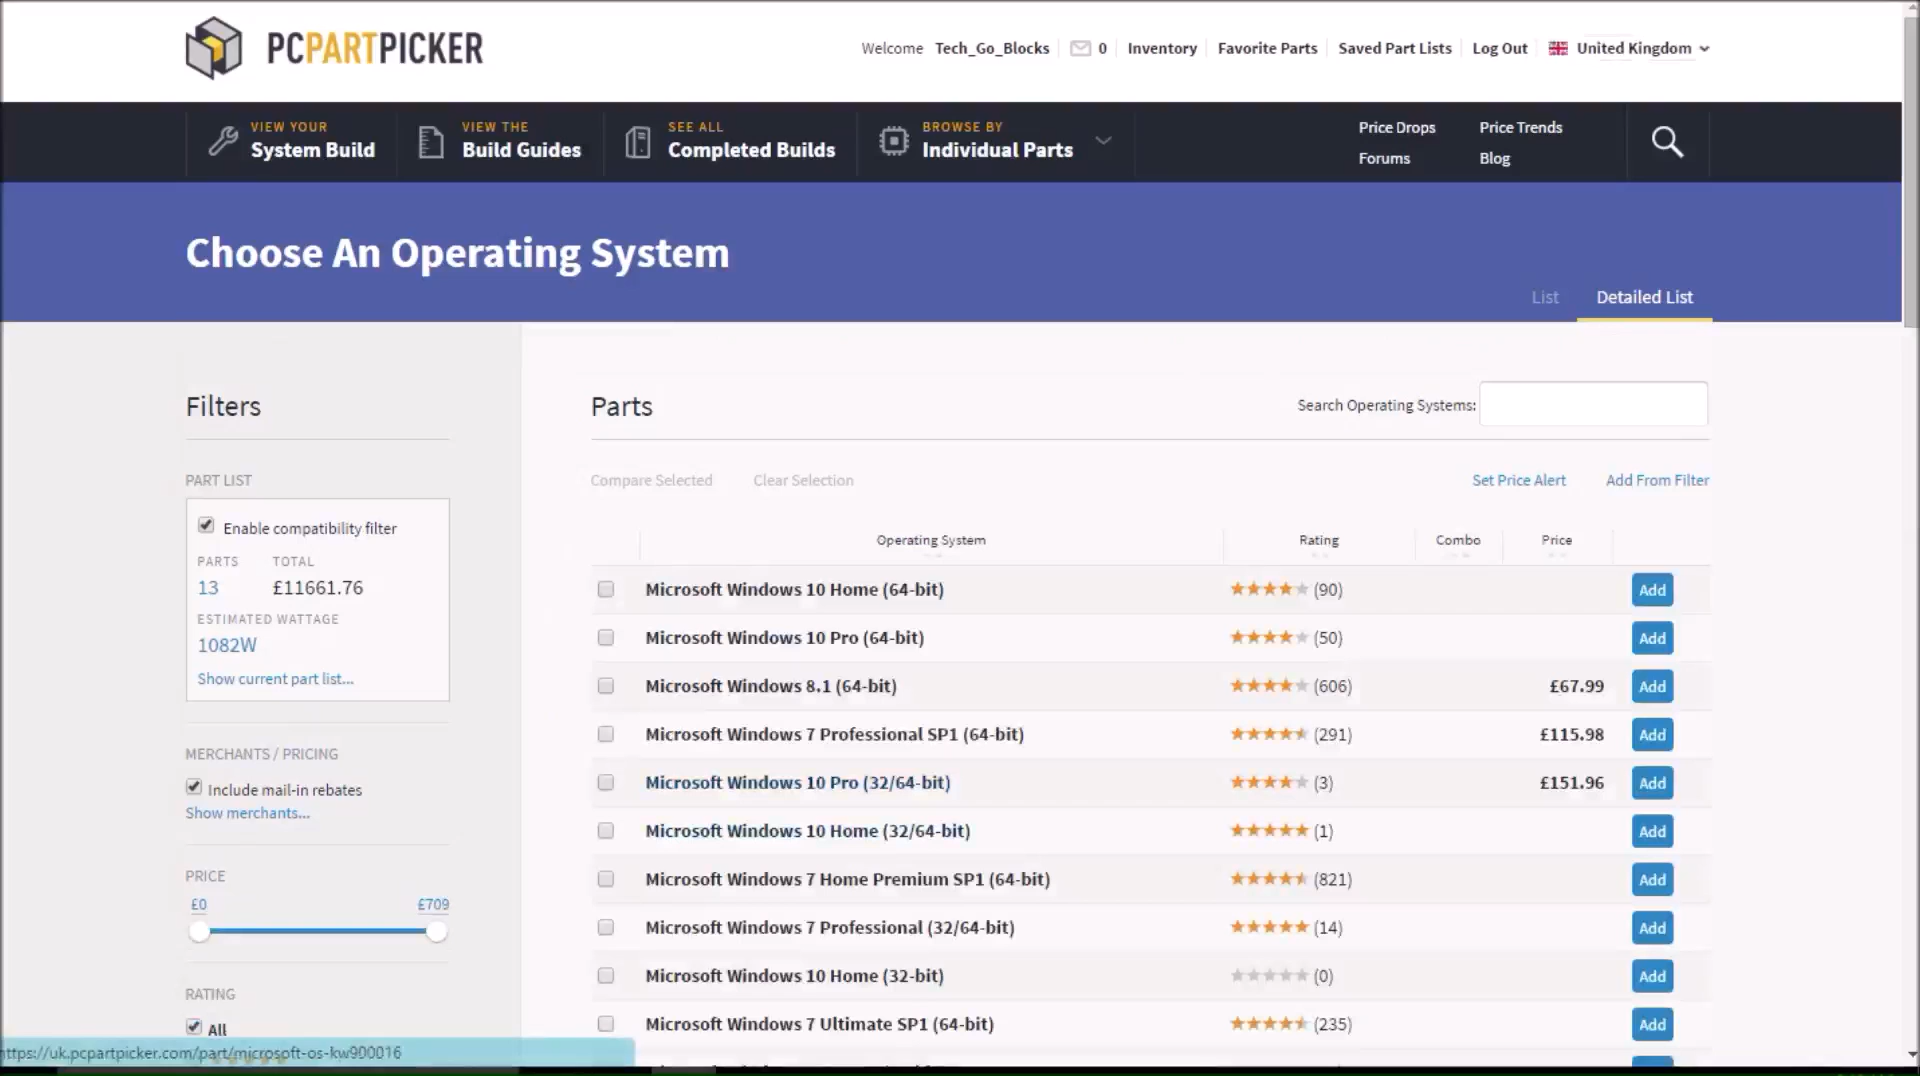 PCPARTPICKER
Welcome Tech_Go_Blocks 0 Inventory Favorite Parts Saved Part Lists Log Out United Kingdom
VIEW YOUR
System Build
VIEW THE
Build Guides
SEE ALL
Completed Builds
BROWSE BY
Individual Parts
Price Drops Price Trends
Forums Blog
Choose An Operating System
List Detailed List
Filters
PART LIST
Enable compatibility filter
PARTS TOTAL
13 £11661.76
ESTIMATED WATTAGE
1082W
Show current part list...
MERCHANTS / PRICING
Include mail-in rebates
Show merchants...
PRICE
£0 £709
RATING
All
Parts
Search Operating Systems:
Compare Selected Clear Selection Set Price Alert Add From Filter
Operating System Rating Combo Price
Microsoft Windows 10 Home (64-bit) (90) Add
Microsoft Windows 10 Pro (64-bit) (50) Add
Microsoft Windows 8.1 (64-bit) (606) £67.99 Add
Microsoft Windows 7 Professional SP1 (64-bit) (291) £115.98 Add
Microsoft Windows 10 Pro (32/64-bit) (3) £151.96 Add
Microsoft Windows 10 Home (32/64-bit) (1) Add
Microsoft Windows 7 Home Premium SP1 (64-bit) (821) Add
Microsoft Windows 7 Professional (32/64-bit) (14) Add
Microsoft Windows 10 Home (32-bit) (0) Add
Microsoft Windows 7 Ultimate SP1 (64-bit) (235) Add
https://uk.pcpartpicker.com/part/microsoft-os-kw900016